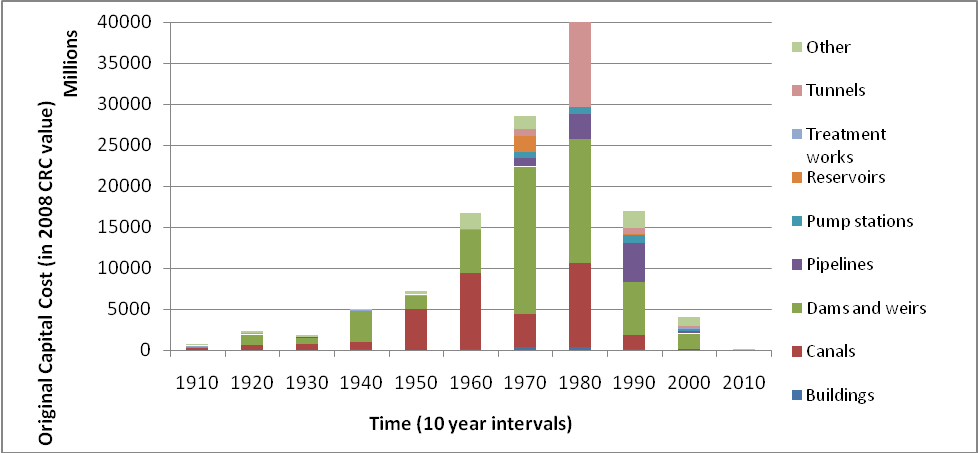 Original Capital Cost (in 2008 CRC value)
Millions
40000
35000
30000
25000
20000
15000
10000
5000
0
1910 1920 1930 1940 1950 1960 1970 1980 1990 2000 2010
Time (10 year intervals)
Other
Tunnels
Treatment
works
Reservoirs
Pump stations
Pipelines
Dams and weirs
Canals
Buildings